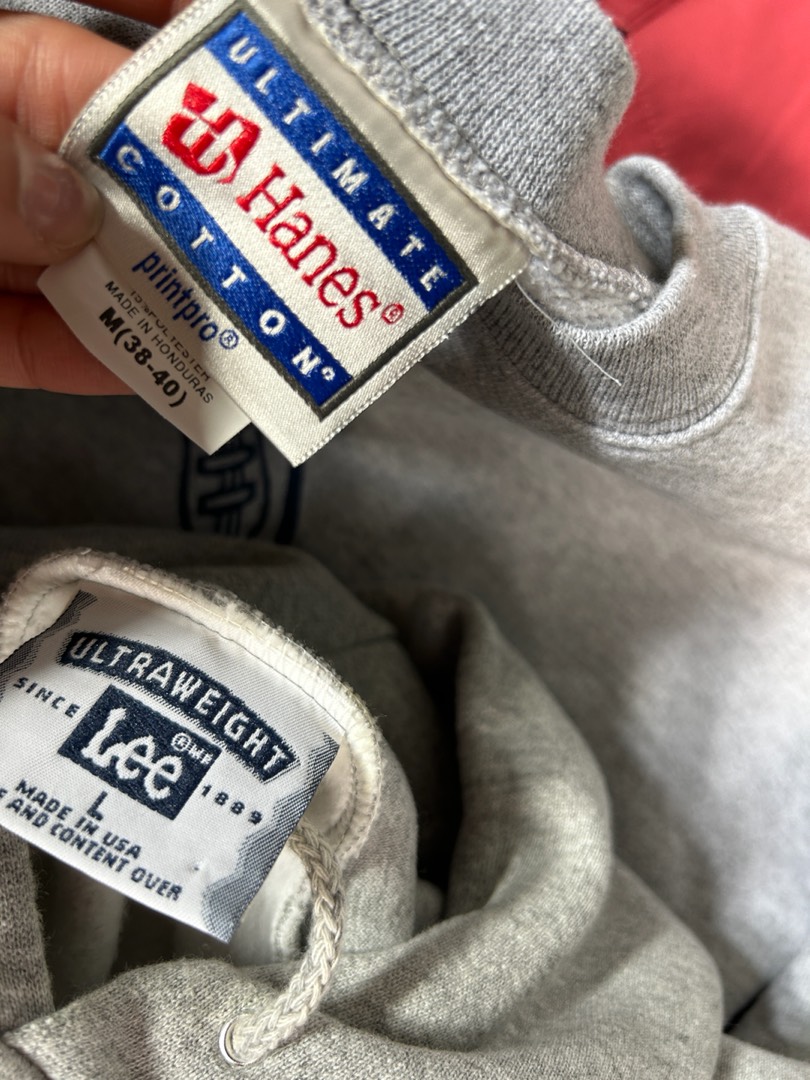 ULTIMATE
Hanes®
COTTON®
printpro®
MADE IN HONDURAS
M(38-40)
ULTRAWEIGHT
SINCE Lee® MR 1889
L
MADE IN USA
AND CONTENT OVER